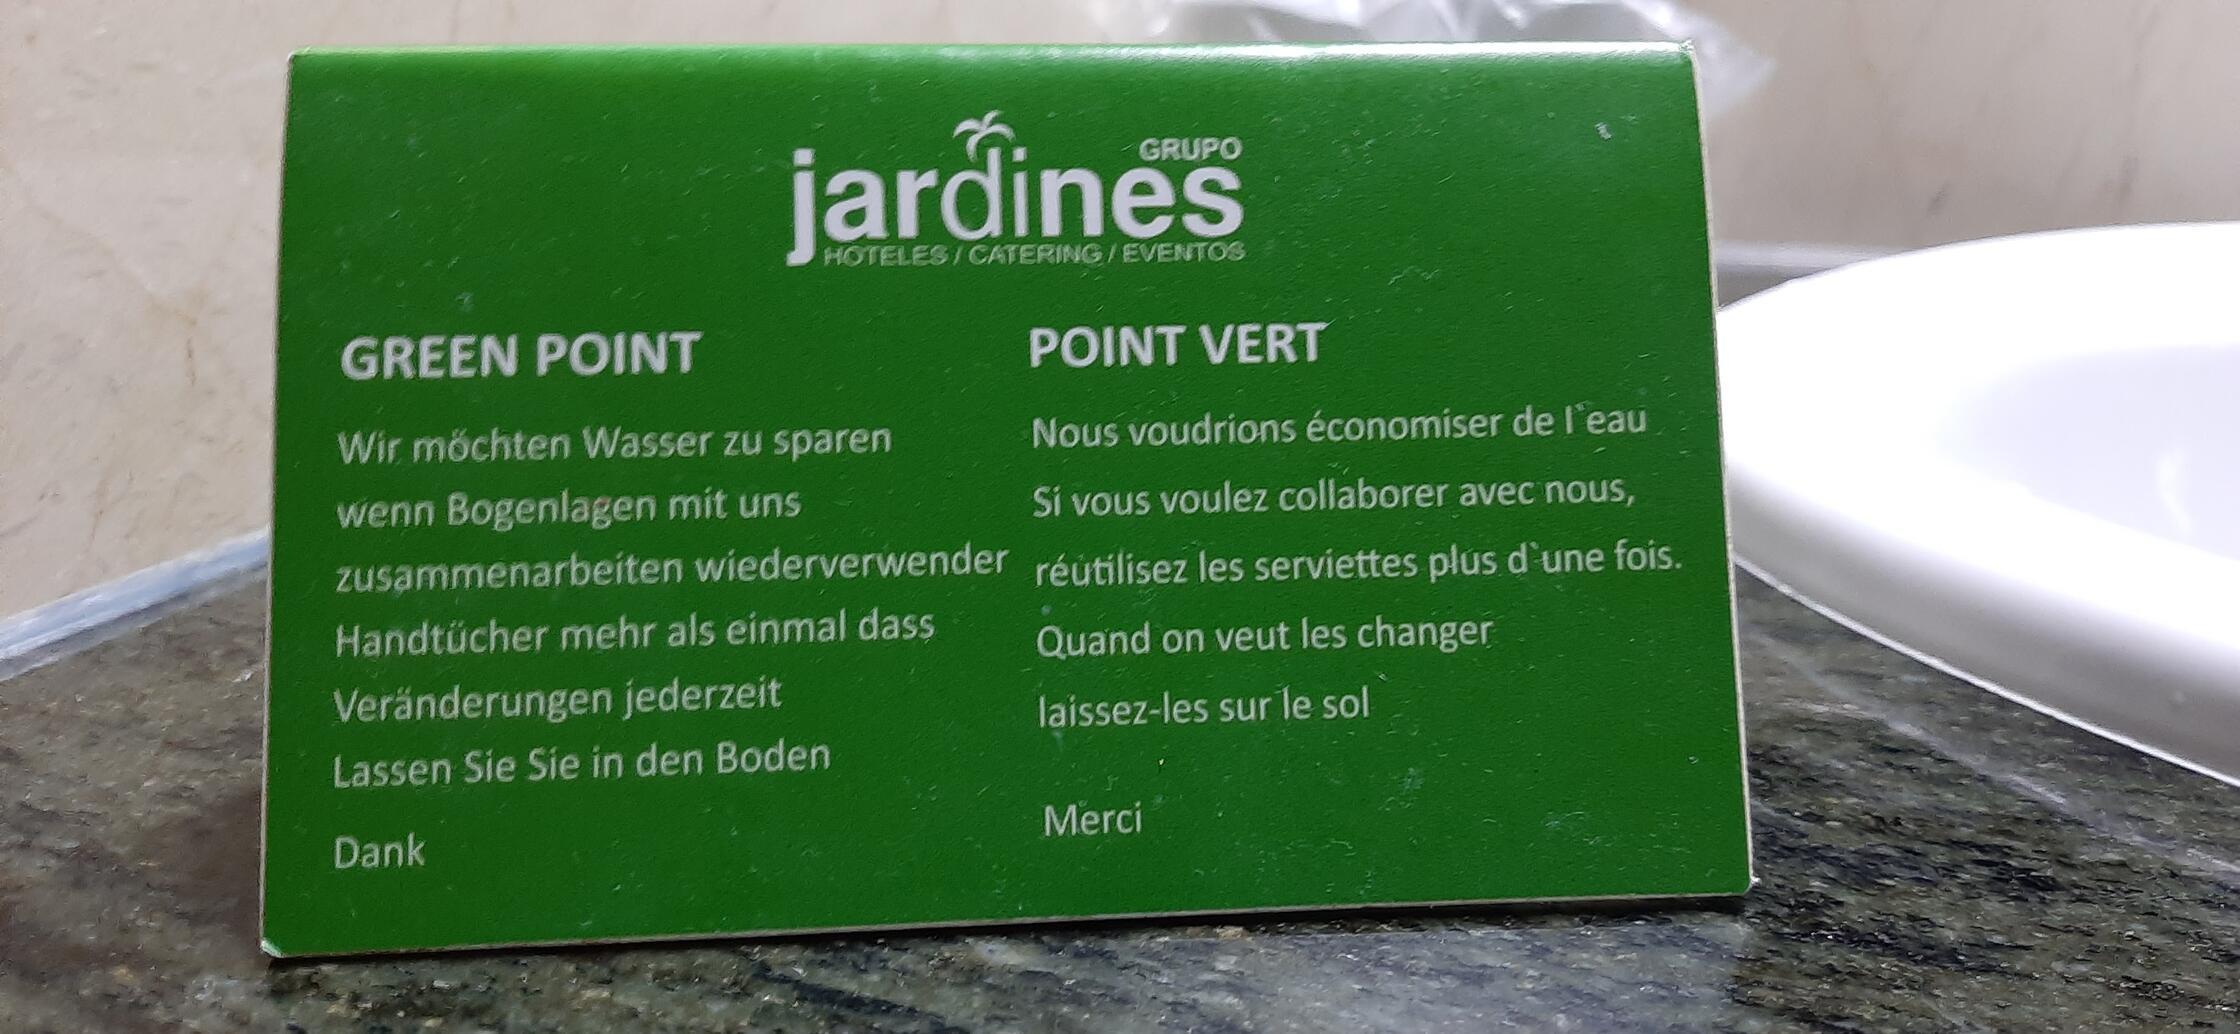 GRUPO
jardines
HOTELES / CATERING / EVENTOS
GREEN POINT
Wir möchten Wasser zu sparen
wenn Bogenlagen mit uns
zusammenarbeiten wiederverwender
Handtücher mehr als einmal dass
Veränderungen jederzeit
Lassen Sie Sie in den Boden
Dank
POINT VERT
Nous voudrions économiser de l`eau
Si vous voulez collaborer avec nous,
réutilisez les serviettes plus d`une fois.
Quand on veut les changer
laissez-les sur le sol
Merci